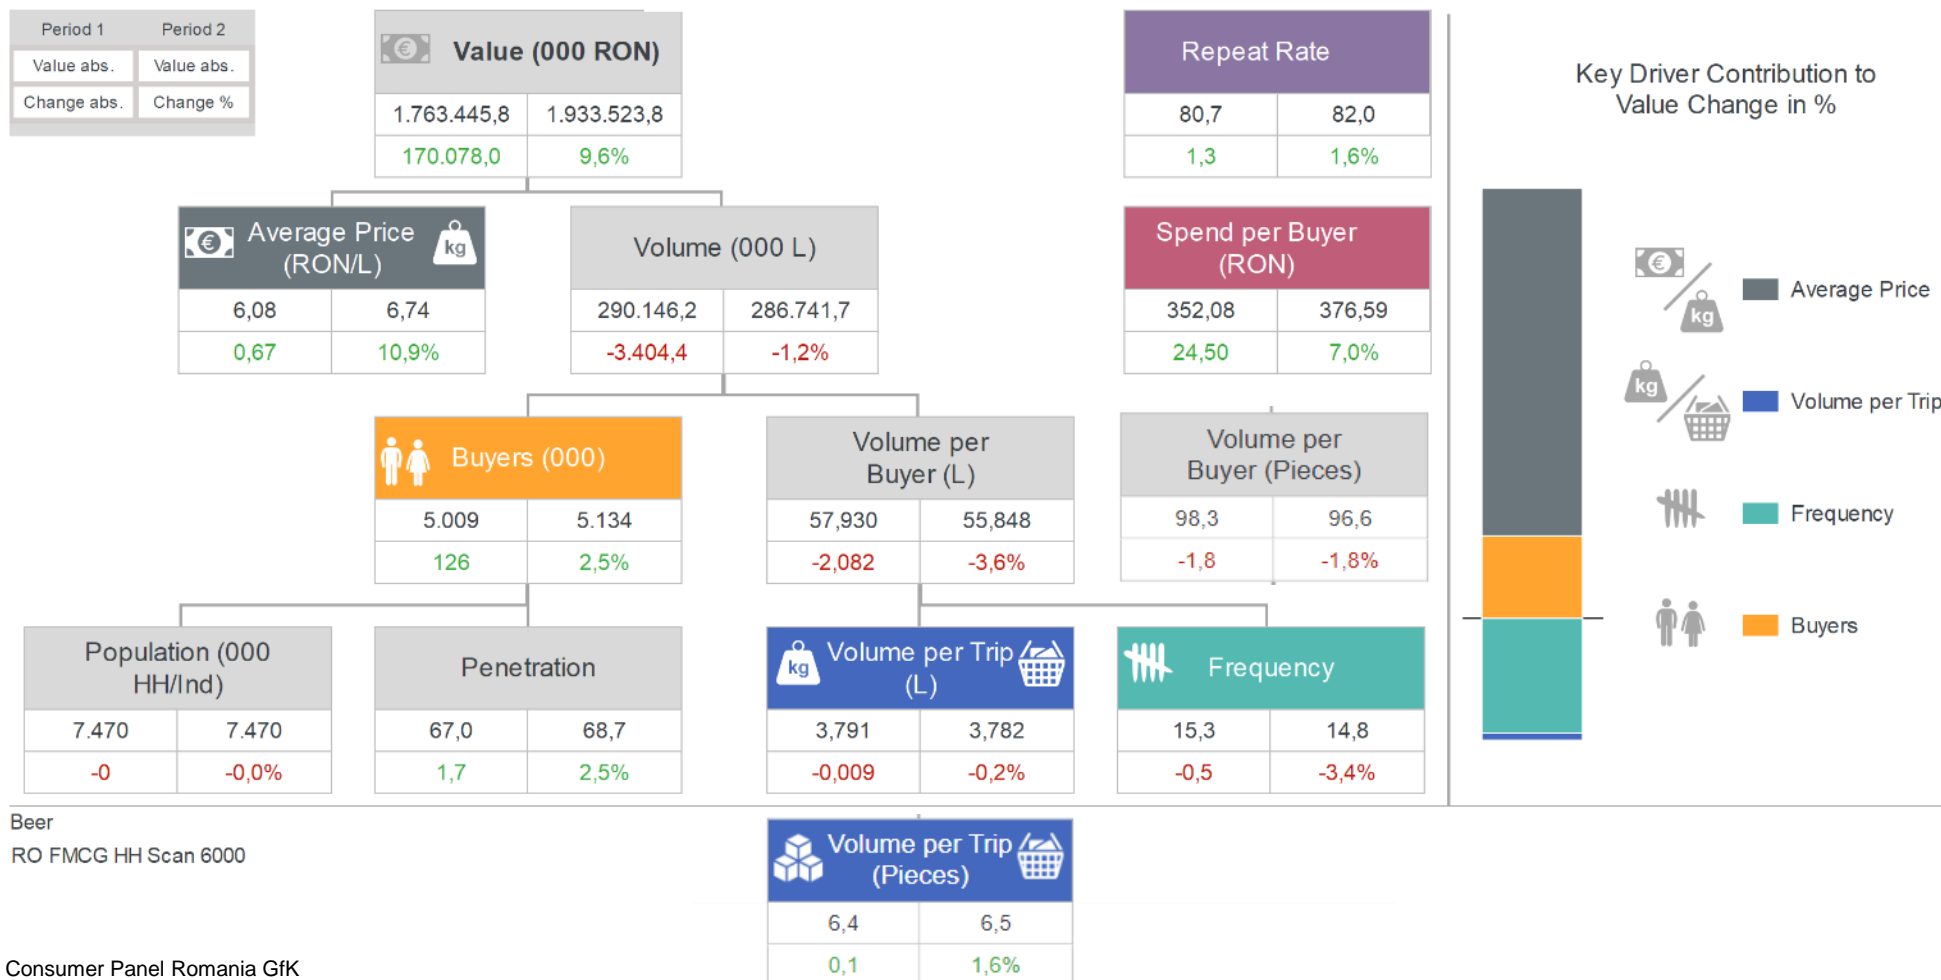 Period 1 Period 2
Value abs. Value abs.
Change abs. Change %
Value (000 RON)
1.763.445,8 1.933.523,8
170.078,0 9,6%
Repeat Rate
80,7 82,0
1,3 1,6%
Key Driver Contribution to
Value Change in %
Average Price
(RON/L)
kg
6,08 6,74
0,67 10,9%
Volume (000 L)
290.146,2 286.741,7
-3.404,4 -1,2%
Spend per Buyer
(RON)
352,08 376,59
24,50 7,0%
kg
Average Price
kg
Volume per Trip
Frequency
Buyers
Buyers (000)
5.009 5.134
126 2,5%
Volume per
Buyer (L)
57,930 55,848
-2,082 -3,6%
Volume per
Buyer (Pieces)
98,3 96,6
-1,8 -1,8%
Population (000
HH/Ind)
7.470 7.470
-0 -0,0%
Penetration
67,0 68,7
1,7 2,5%
kg
Volume per Trip
(L)
3,791 3,782
-0,009 -0,2%
Frequency
15,3 14,8
-0,5 -3,4%
Beer
RO FMCG HH Scan 6000
Volume per Trip
(Pieces)
6,4 6,5
0,1 1,6%
Consumer Panel Romania GfK